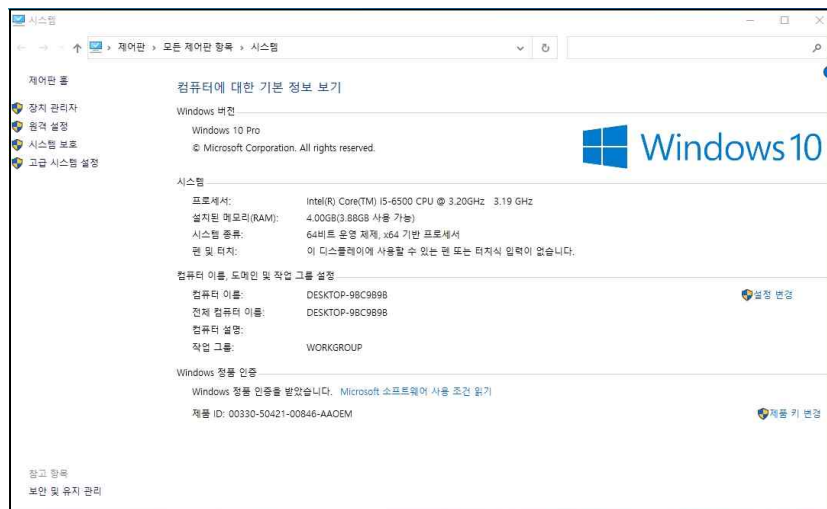 시스템
제어판 › 모든 제어판 항목 › 시스템
제어판 홈
장치 관리자
원격 설정
시스템 보호
고급 시스템 설정
컴퓨터에 대한 기본 정보 보기
Windows 버전
Windows 10 Pro
© Microsoft Corporation. All rights reserved.
Windows 10
시스템
프로세서: Intel(R) Core(TM) i5-6500 CPU @ 3.20GHz 3.19 GHz
설치된 메모리(RAM): 4.00GB(3.88GB 사용 가능)
시스템 종류: 64비트 운영 체제, x64 기반 프로세서
펜 및 터치: 이 디스플레이에 사용할 수 있는 펜 또는 터치식 입력이 없습니다.
컴퓨터 이름, 도메인 및 작업 그룹 설정
컴퓨터 이름: DESKTOP-98C9B9B
설정 변경
전체 컴퓨터 이름: DESKTOP-98C9B9B
컴퓨터 설명:
작업 그룹: WORKGROUP
Windows 정품 인증
Windows 정품 인증을 받았습니다. Microsoft 소프트웨어 사용 조건 읽기
제품 ID: 00330-50421-00846-AAOEM
제품 키 변경
참고 항목
보안 및 유지 관리